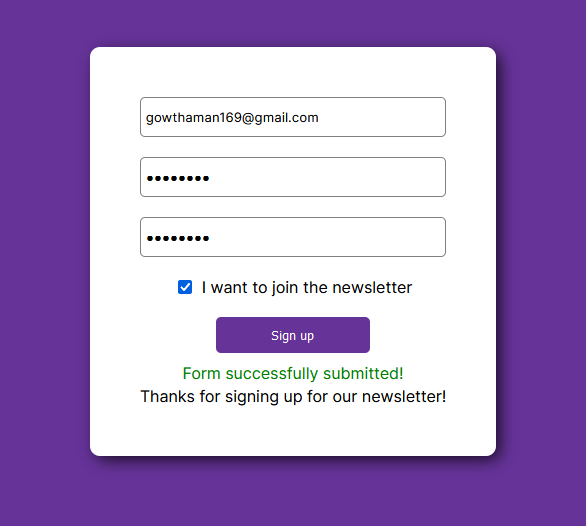 gowthaman169@gmail.com
••••••••
••••••••
I want to join the newsletter
Sign up
Form successfully submitted!
Thanks for signing up for our newsletter!